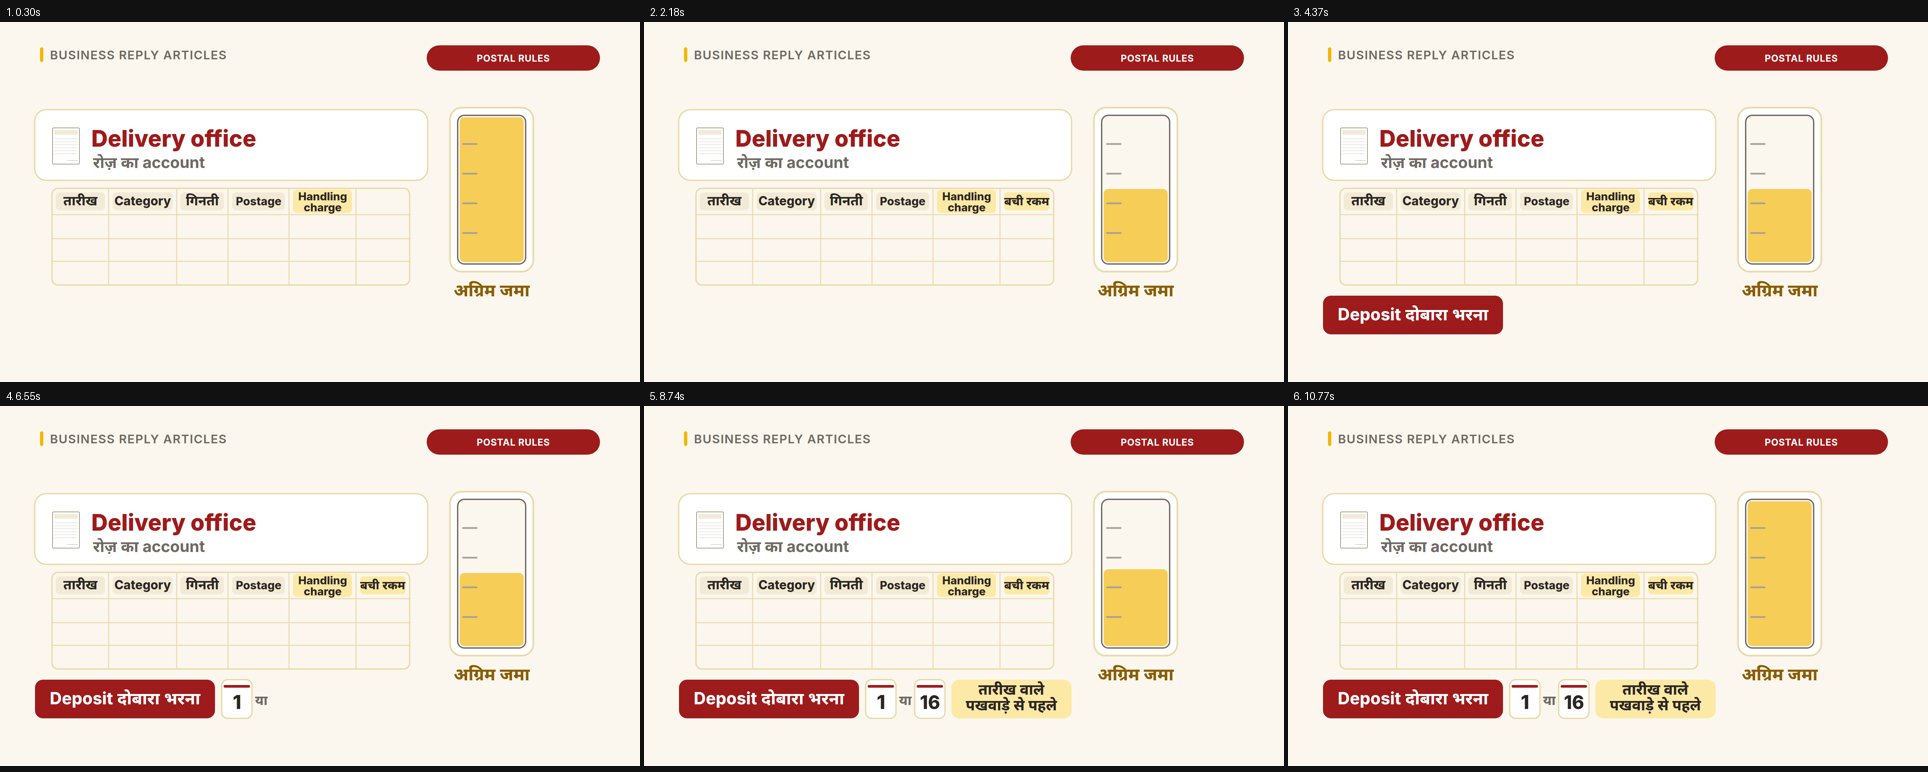 1. 0.30s
BUSINESS REPLY ARTICLES
POSTAL RULES
Delivery office
रोज़ का account
तारीख Category गिनती Postage Handling charge
अग्रिम जमा
2. 2.18s
BUSINESS REPLY ARTICLES
POSTAL RULES
Delivery office
रोज़ का account
तारीख Category गिनती Postage Handling charge बची रकम
अग्रिम जमा
3. 4.37s
BUSINESS REPLY ARTICLES
POSTAL RULES
Delivery office
रोज़ का account
तारीख Category गिनती Postage Handling charge बची रकम
अग्रिम जमा
Deposit दोबारा भरना
4. 6.55s
BUSINESS REPLY ARTICLES
POSTAL RULES
Delivery office
रोज़ का account
तारीख Category गिनती Postage Handling charge बची रकम
अग्रिम जमा
Deposit दोबारा भरना 1 या
5. 8.74s
BUSINESS REPLY ARTICLES
POSTAL RULES
Delivery office
रोज़ का account
तारीख Category गिनती Postage Handling charge बची रकम
अग्रिम जमा
Deposit दोबारा भरना 1 या 16 तारीख वाले
पखवाड़े से पहले
6. 10.77s
BUSINESS REPLY ARTICLES
POSTAL RULES
Delivery office
रोज़ का account
तारीख Category गिनती Postage Handling charge बची रकम
अग्रिम जमा
Deposit दोबारा भरना 1 या 16 तारीख वाले
पखवाड़े से पहले